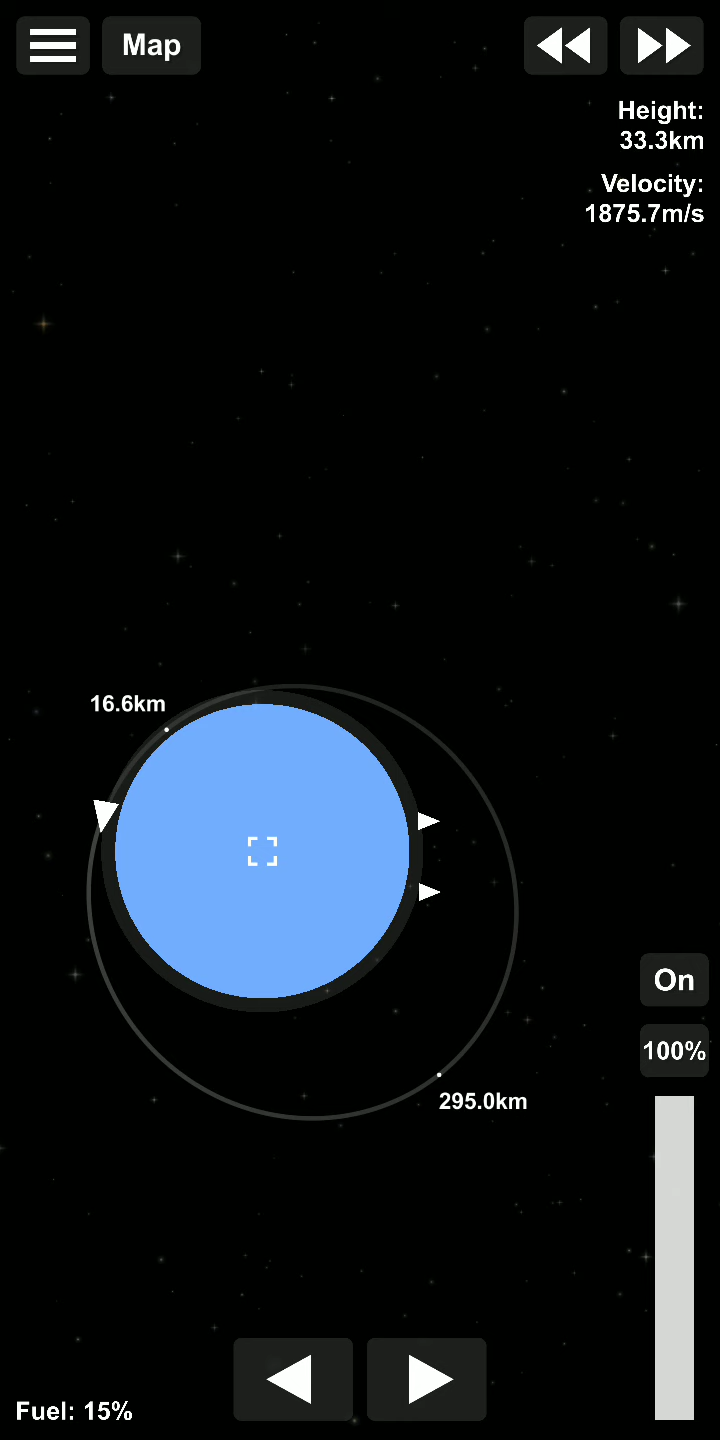 Map
Height:
33.3km
Velocity:
1875.7m/s
16.6km
295.0km
On
100%
Fuel: 15%